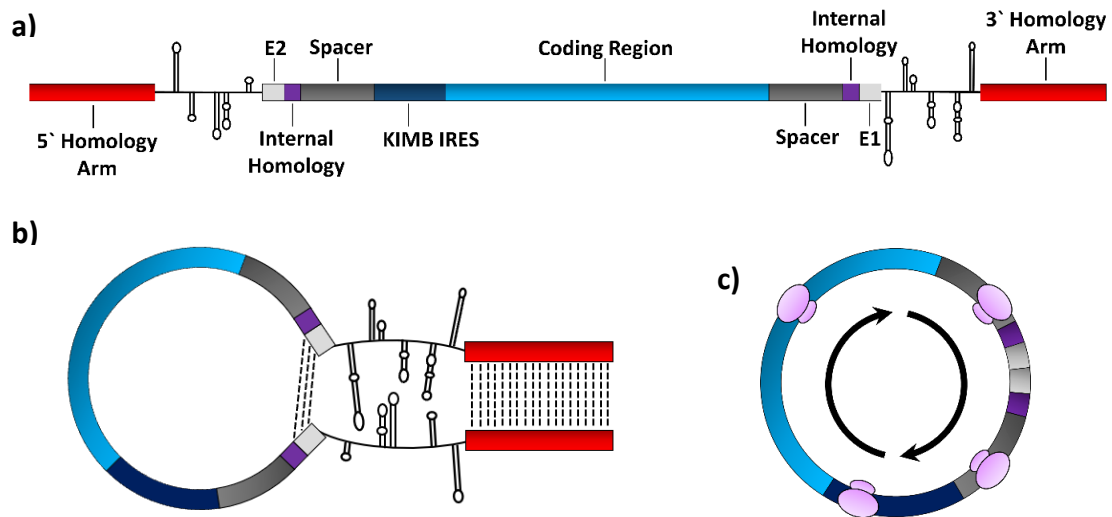 a)
E2
Spacer
Coding Region
Internal
Homology
3` Homology
Arm
5` Homology
Arm
Internal
Homology
KIMB IRES
Spacer
E1
b)
c)